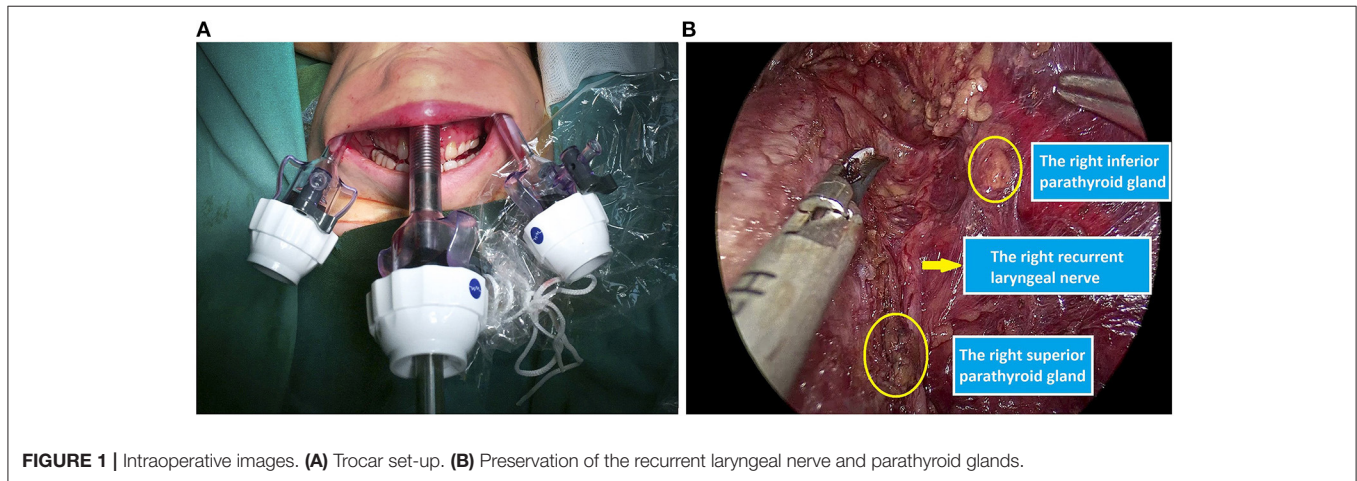 A
B
The right inferior
parathyroid gland
The right recurrent
laryngeal nerve
The right superior
parathyroid gland
FIGURE 1 | Intraoperative images. (A) Trocar set-up. (B) Preservation of the recurrent laryngeal nerve and parathyroid glands.